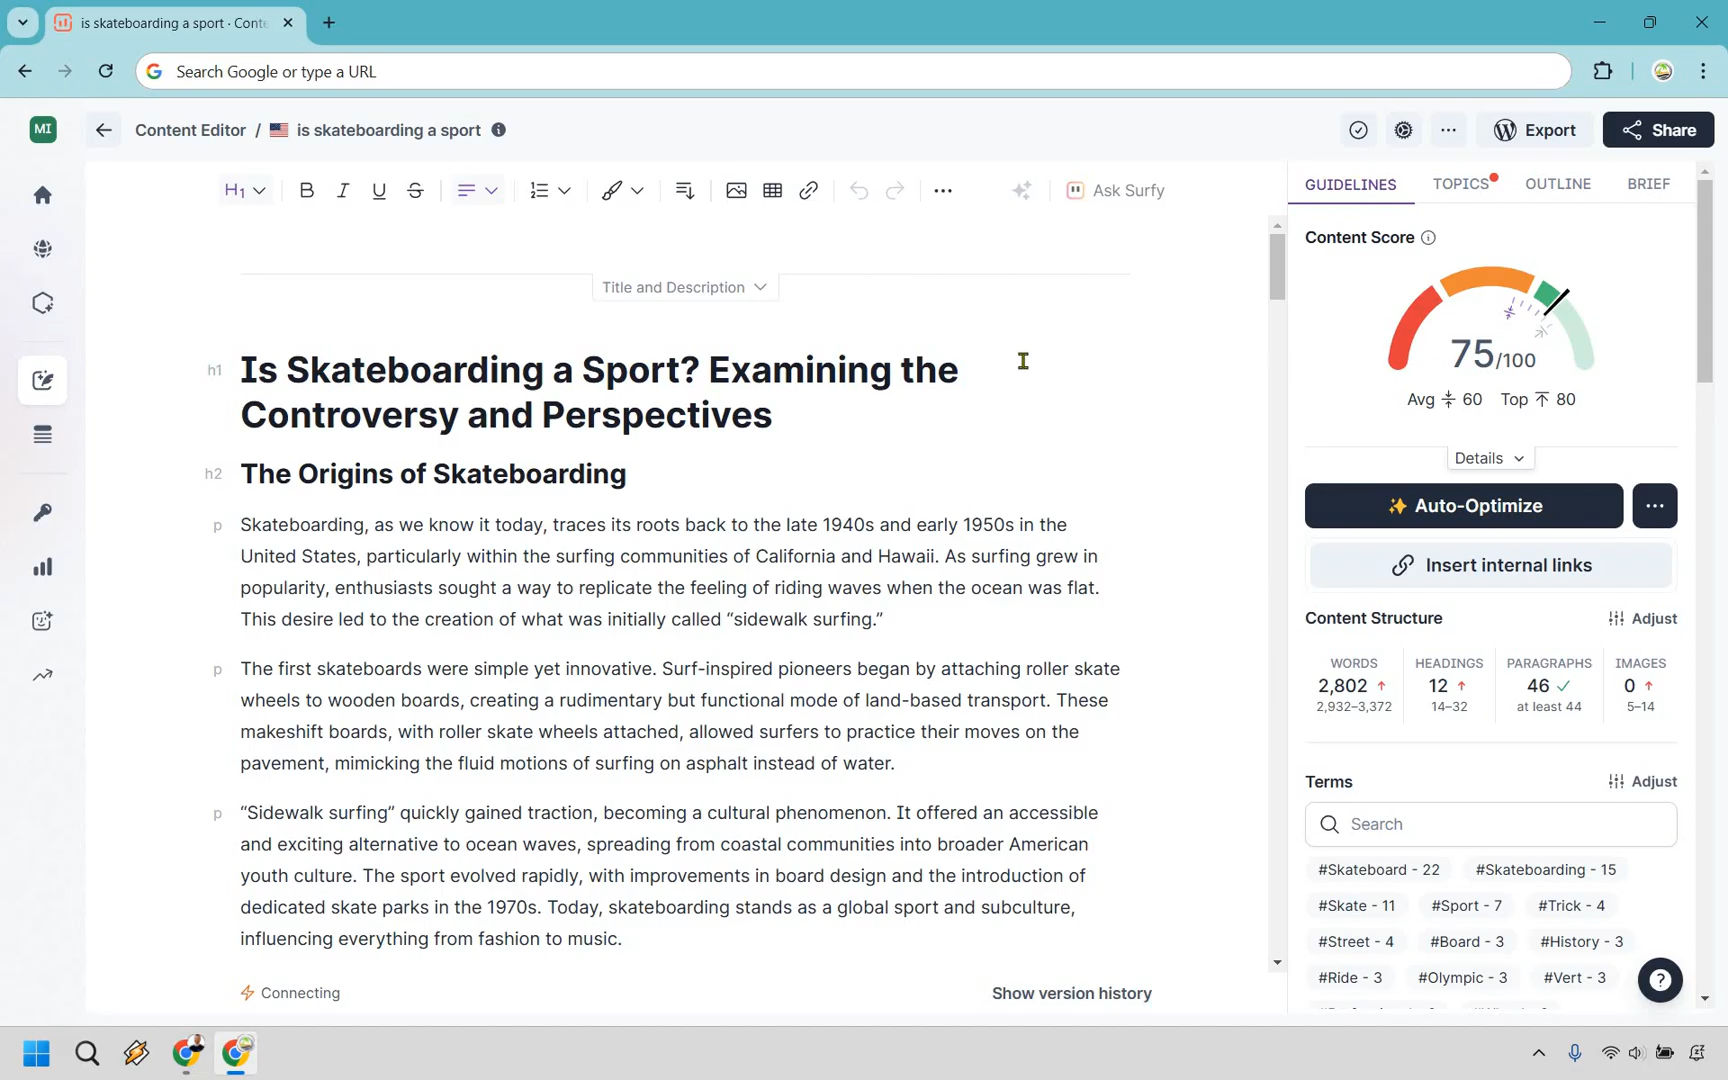 is skateboarding a sport · Conte
Search Google or type a URL
MI
Content Editor / is skateboarding a sport
Export
Share
H1
Ask Surfy
GUIDELINES
TOPICS
OUTLINE
BRIEF
Title and Description
Content Score
75/100
Avg 60 Top 80
Details
h1
Is Skateboarding a Sport? Examining the
Controversy and Perspectives
h2
The Origins of Skateboarding
p
Skateboarding, as we know it today, traces its roots back to the late 1940s and early 1950s in the
United States, particularly within the surfing communities of California and Hawaii. As surfing grew in
popularity, enthusiasts sought a way to replicate the feeling of riding waves when the ocean was flat.
This desire led to the creation of what was initially called “sidewalk surfing.”
p
The first skateboards were simple yet innovative. Surf-inspired pioneers began by attaching roller skate
wheels to wooden boards, creating a rudimentary but functional mode of land-based transport. These
makeshift boards, with roller skate wheels attached, allowed surfers to practice their moves on the
pavement, mimicking the fluid motions of surfing on asphalt instead of water.
p
“Sidewalk surfing” quickly gained traction, becoming a cultural phenomenon. It offered an accessible
and exciting alternative to ocean waves, spreading from coastal communities into broader American
youth culture. The sport evolved rapidly, with improvements in board design and the introduction of
dedicated skate parks in the 1970s. Today, skateboarding stands as a global sport and subculture,
influencing everything from fashion to music.
Connecting
Show version history
Auto-Optimize
Insert internal links
Content Structure
Adjust
WORDS
2,802
2,932–3,372
HEADINGS
12
14–32
PARAGRAPHS
46
at least 44
IMAGES
0
5–14
Terms
Adjust
Search
#Skateboard - 22
#Skateboarding - 15
#Skate - 11
#Sport - 7
#Trick - 4
#Street - 4
#Board - 3
#History - 3
#Ride - 3
#Olympic - 3
#Vert - 3